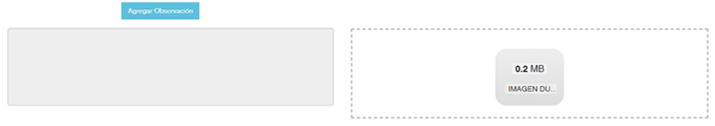 Agregar Observación
0.2 MB
IMAGEN DU...